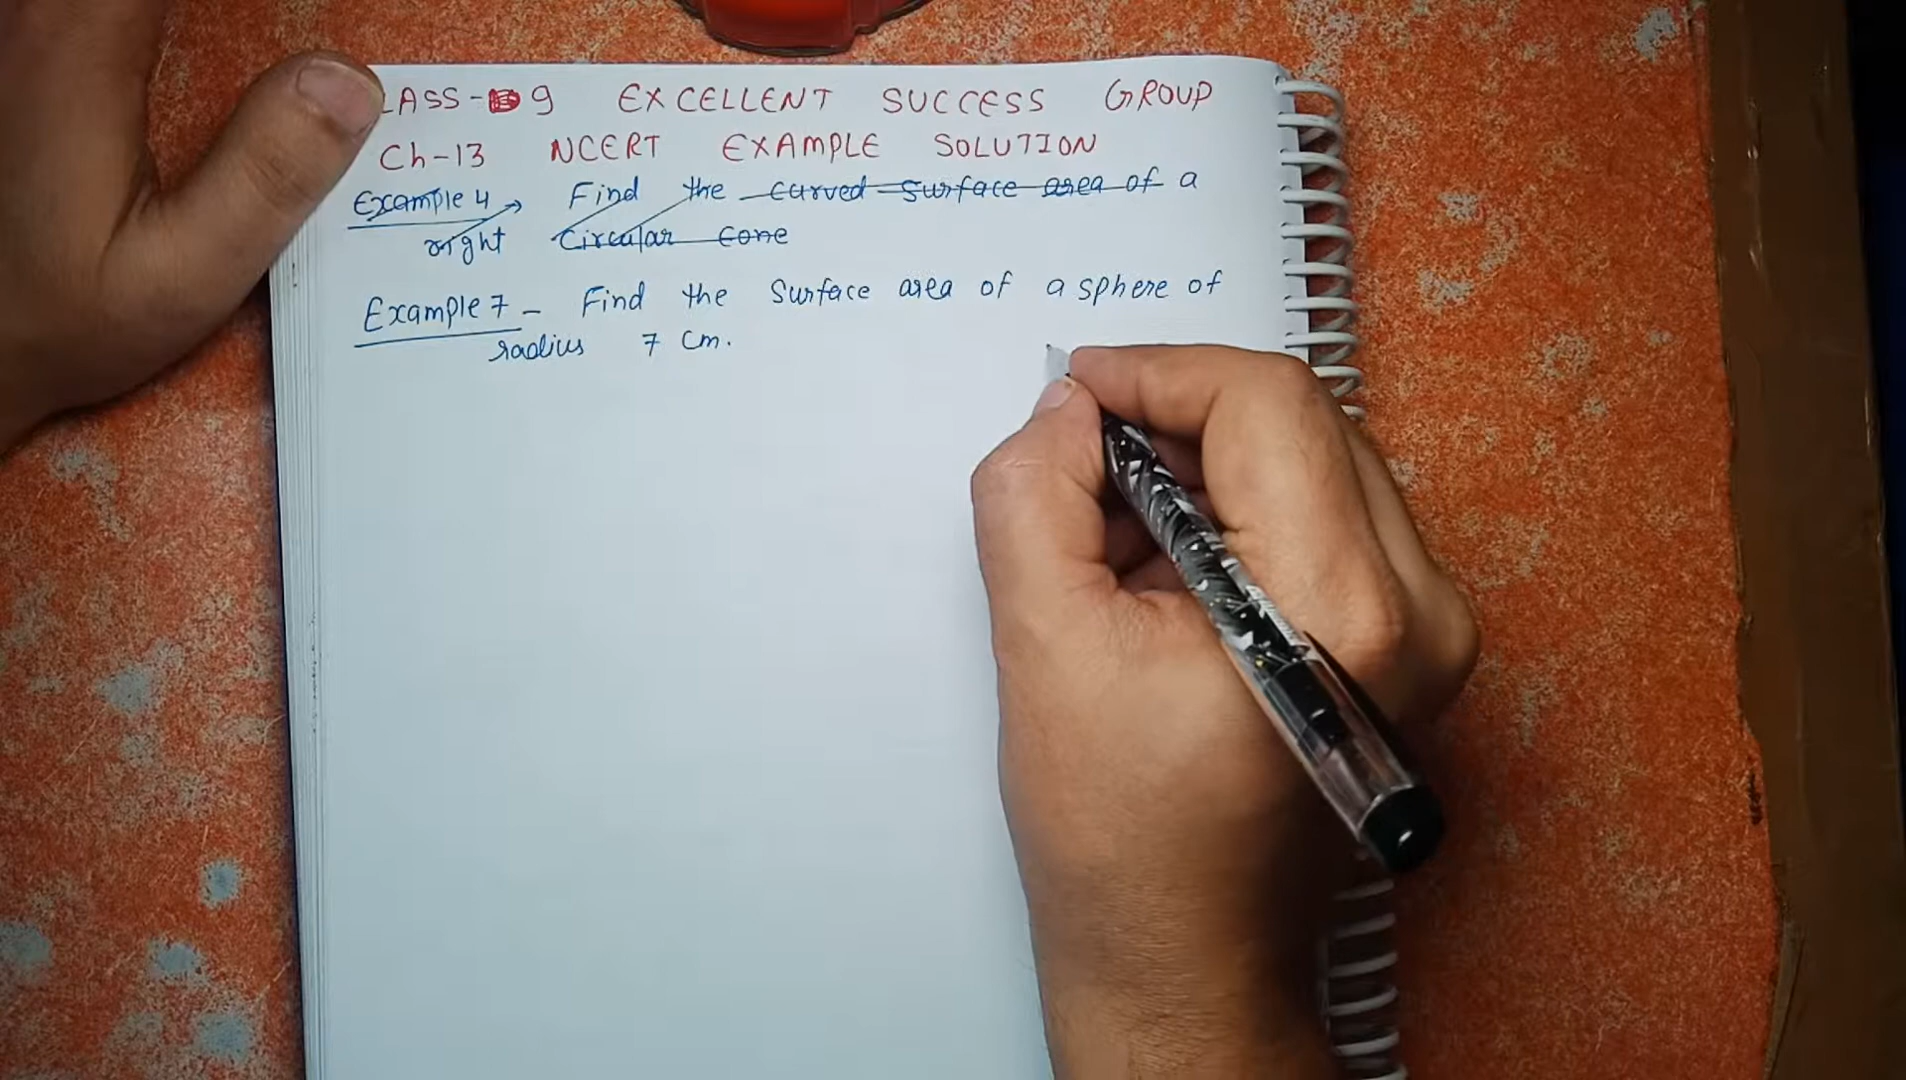 LASS- 9 EXCELLENT SUCCESS GROUP
Ch-13 NCERT EXAMPLE SOLUTION
Example 4 → Find the curved surface area of a
right Circular Cone
Example 7 - Find the Surface area of a sphere of
radius 7 Cm.